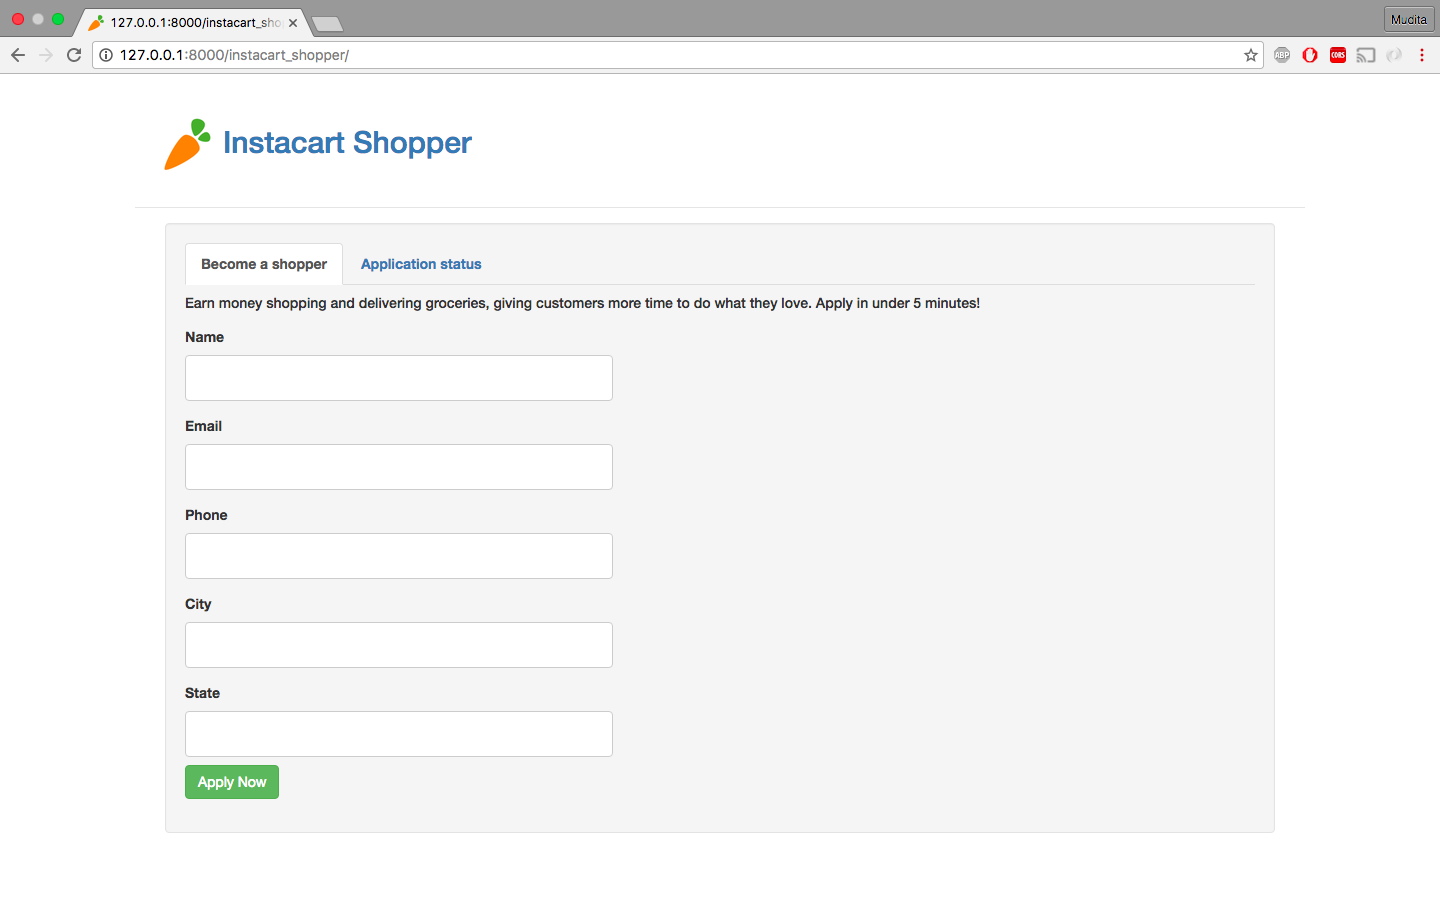 127.0.0.1:8000/instacart_sho
Mudita
127.0.0.1:8000/instacart_shopper/
ABP
CORS
Instacart Shopper
Become a shopper
Application status
Earn money shopping and delivering groceries, giving customers more time to do what they love. Apply in under 5 minutes!
Name
Email
Phone
City
State
Apply Now